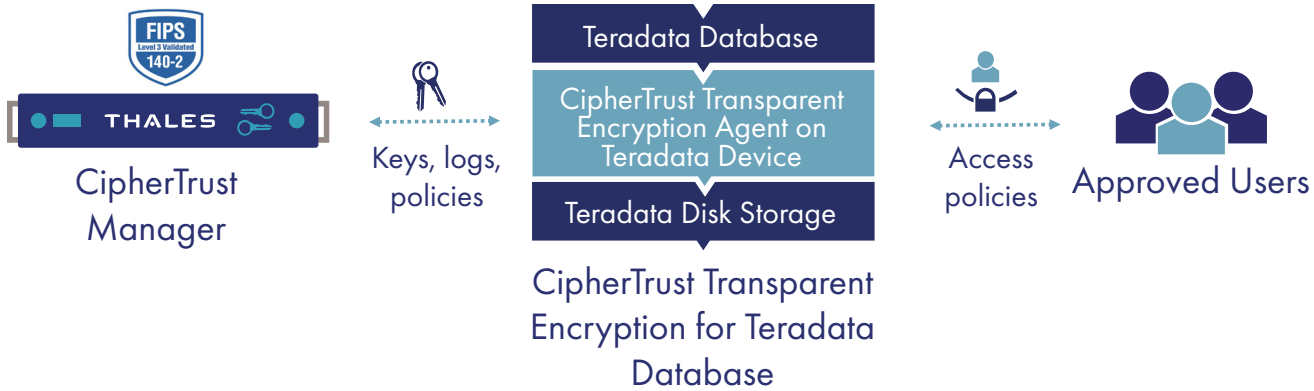 FIPS
Level 3 Validated
140-2
THALES
CipherTrust
Manager
Keys, logs,
policies
Teradata Database
CipherTrust Transparent
Encryption Agent on
Teradata Device
Teradata Disk Storage
CipherTrust Transparent
Encryption for Teradata
Database
Access
policies
Approved Users